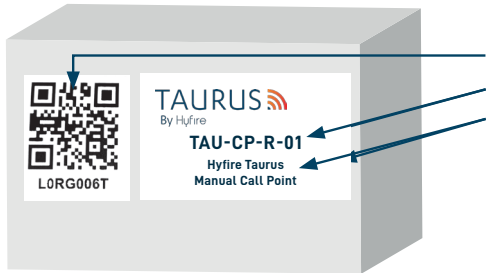 L0RG006T
TAURUS
By Hyfire
TAU-CP-R-01
Hyfire Taurus
Manual Call Point